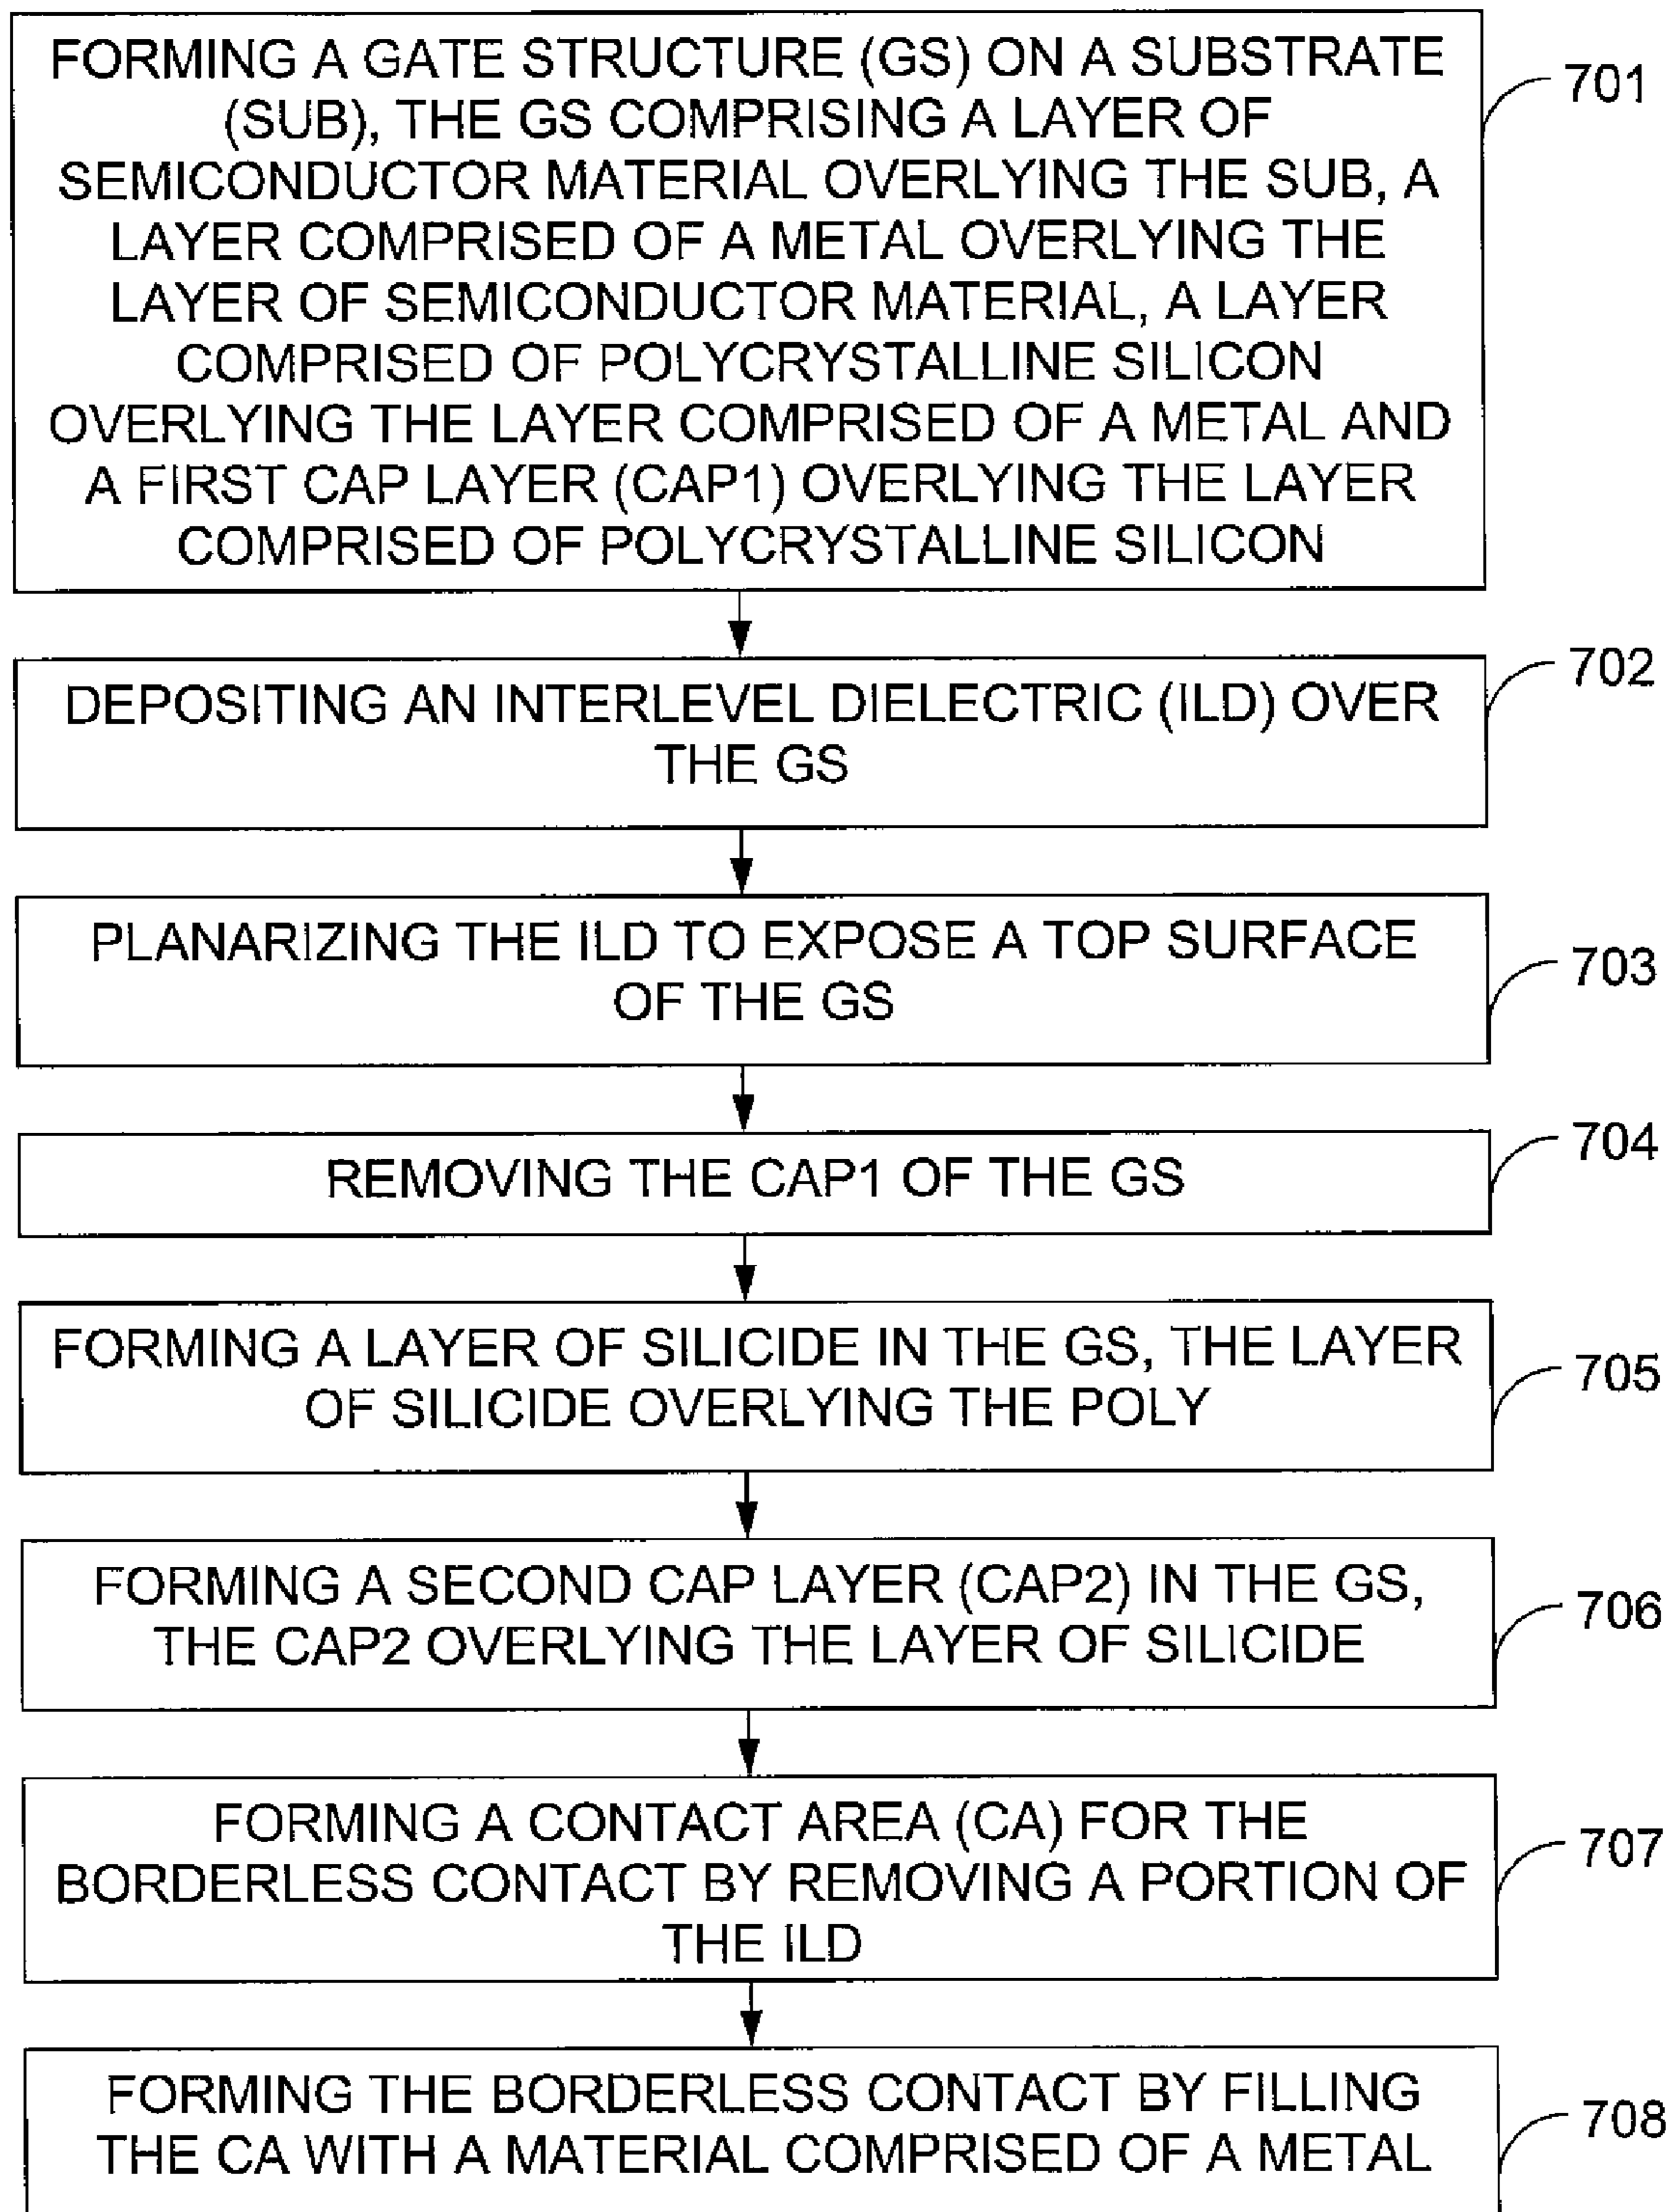 FORMING A GATE STRUCTURE (GS) ON A SUBSTRATE
(SUB), THE GS COMPRISING A LAYER OF
SEMICONDUCTOR MATERIAL OVERLYING THE SUB, A
LAYER COMPRISED OF A METAL OVERLYING THE
LAYER OF SEMICONDUCTOR MATERIAL, A LAYER
COMPRISED OF POLYCRYSTALLINE SILICON
OVERLYING THE LAYER COMPRISED OF A METAL AND
A FIRST CAP LAYER (CAP1) OVERLYING THE LAYER
COMPRISED OF POLYCRYSTALLINE SILICON
701
DEPOSITING AN INTERLEVEL DIELECTRIC (ILD) OVER
THE GS
702
PLANARIZING THE ILD TO EXPOSE A TOP SURFACE
OF THE GS
703
REMOVING THE CAP1 OF THE GS
704
FORMING A LAYER OF SILICIDE IN THE GS, THE LAYER
OF SILICIDE OVERLYING THE POLY
705
FORMING A SECOND CAP LAYER (CAP2) IN THE GS,
THE CAP2 OVERLYING THE LAYER OF SILICIDE
706
FORMING A CONTACT AREA (CA) FOR THE
BORDERLESS CONTACT BY REMOVING A PORTION OF
THE ILD
707
FORMING THE BORDERLESS CONTACT BY FILLING
THE CA WITH A MATERIAL COMPRISED OF A METAL
708